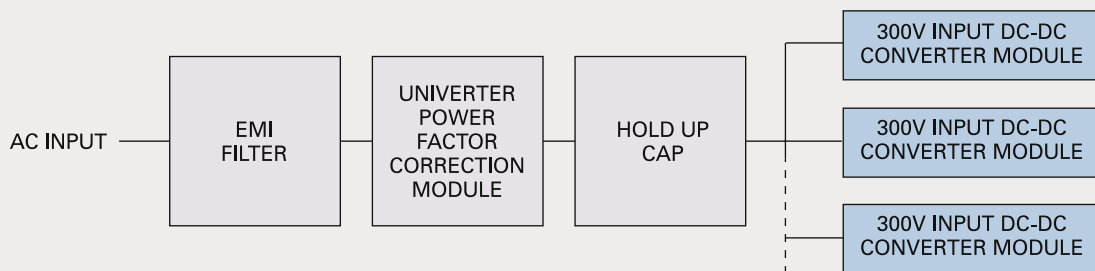 AC INPUT
EMI
FILTER
UNIVERTER
POWER
FACTOR
CORRECTION
MODULE
HOLD UP
CAP
300V INPUT DC-DC
CONVERTER MODULE
300V INPUT DC-DC
CONVERTER MODULE
300V INPUT DC-DC
CONVERTER MODULE